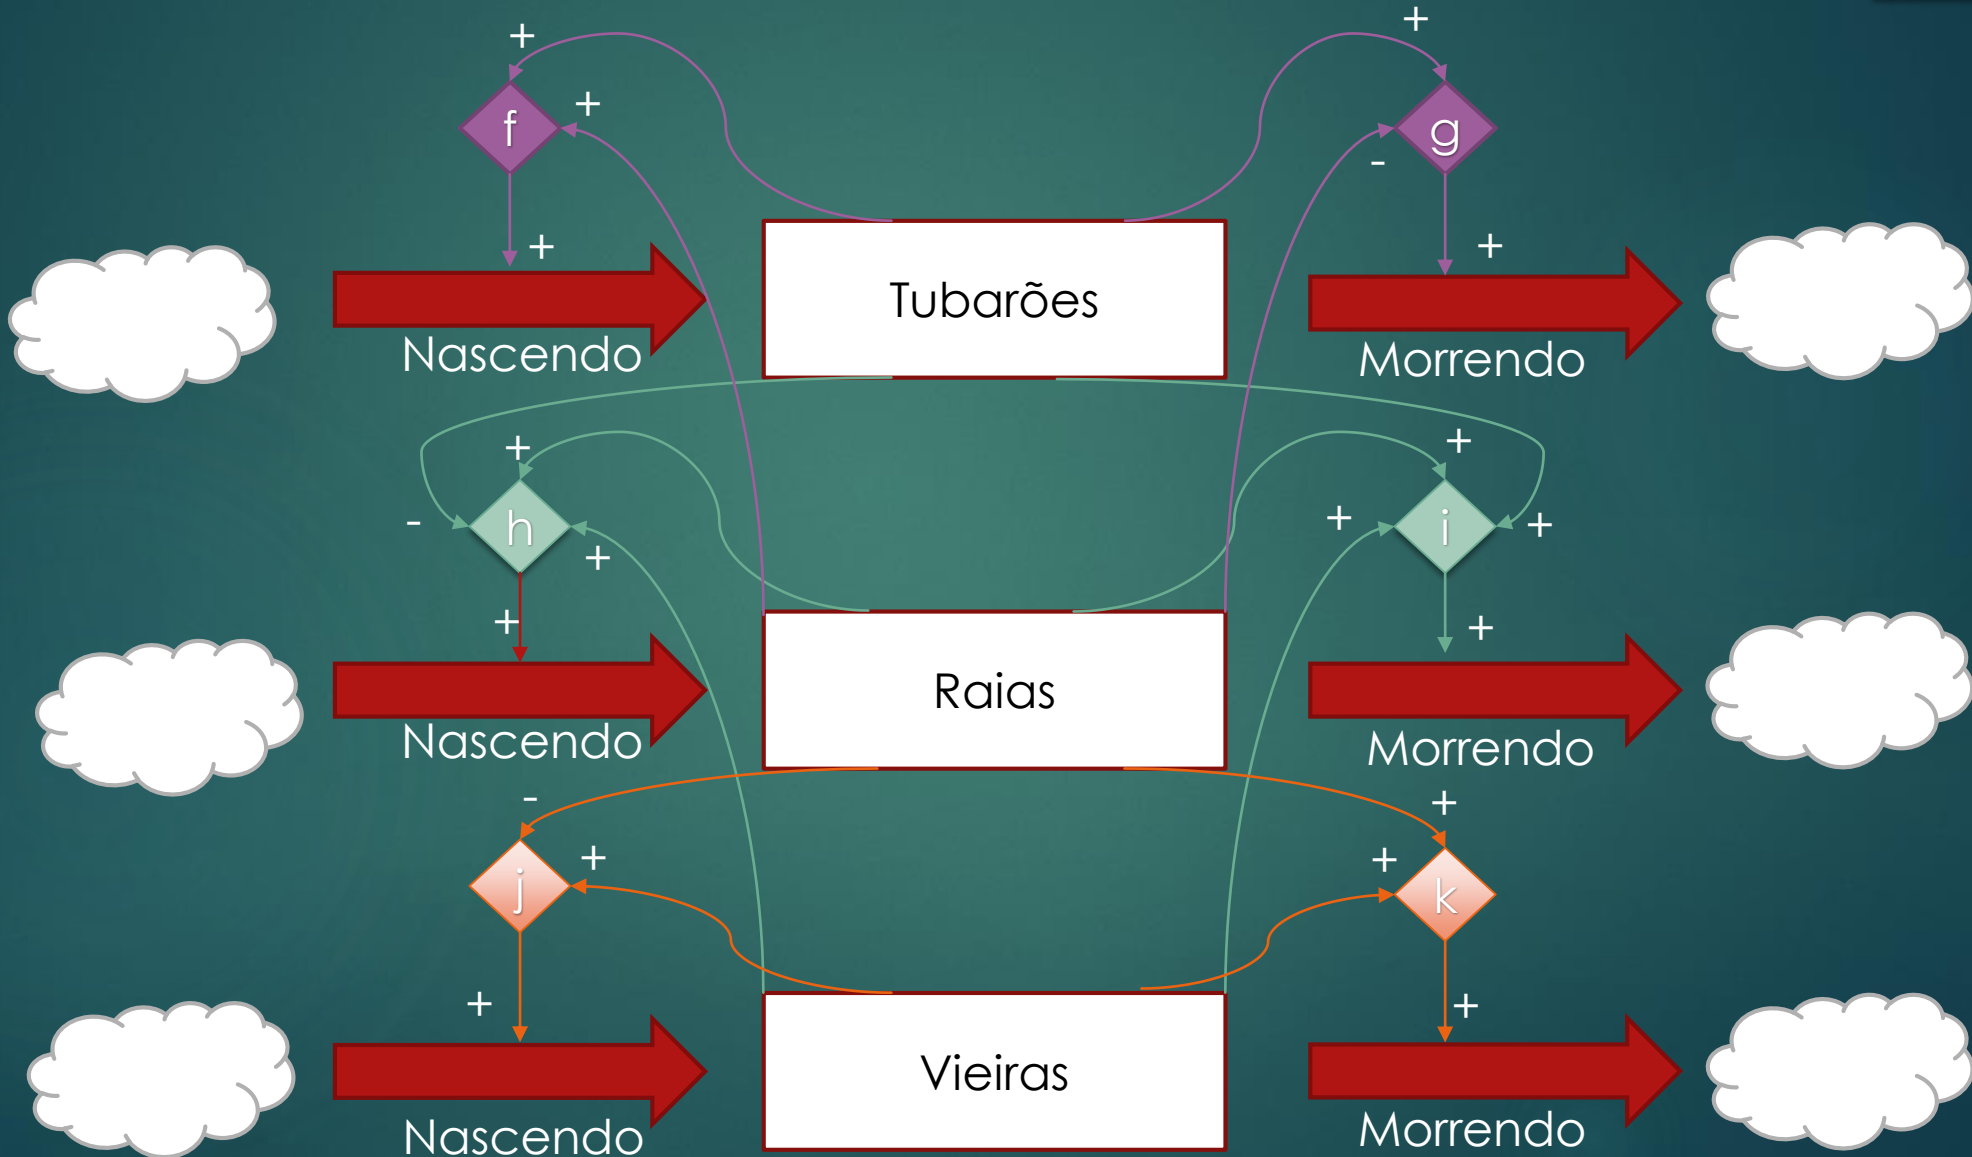 + +
f + g
-
+ +
Tubarões
Nascendo Morrendo
+ +
- h + + i +
+ +
Raias
Nascendo Morrendo
- +
j + + k
+ +
Vieiras
Nascendo Morrendo